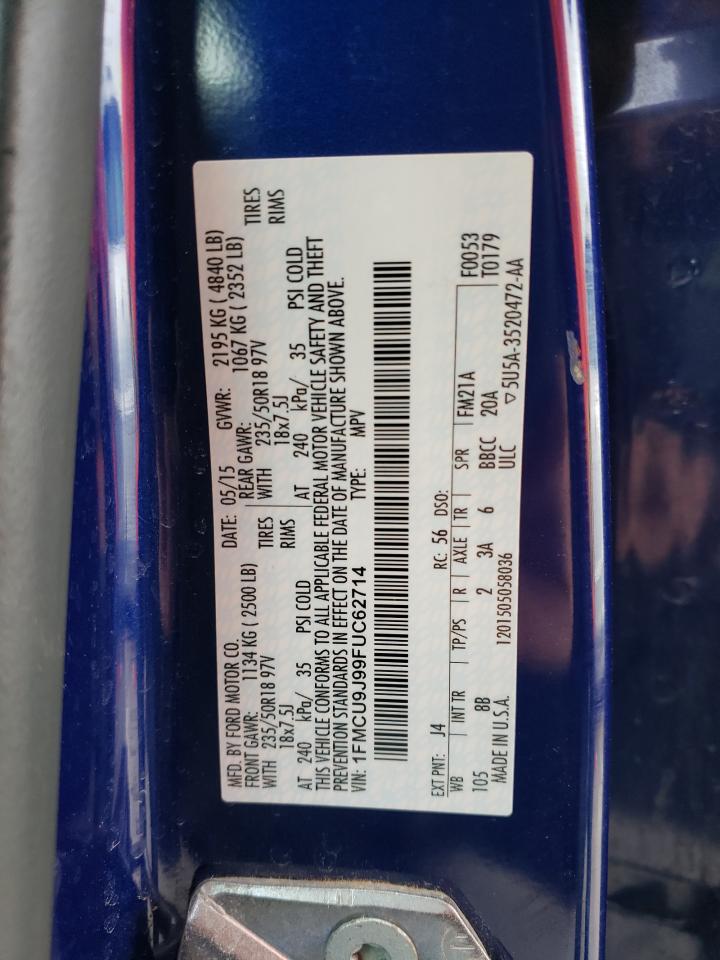 MFD. BY FORD MOTOR CO. DATE: 05/15 GVWR: 2195 KG ( 4840 LB)
FRONT GAWR: 1134 KG ( 2500 LB) REAR GAWR: 1067 KG ( 2352 LB)
WITH 235/50R18 97V TIRES WITH 235/50R18 97V TIRES
18x7.5J RIMS 18x7.5J RIMS
AT 240 kPa/ 35 PSI COLD AT 240 kPa/ 35 PSI COLD
THIS VEHICLE CONFORMS TO ALL APPLICABLE FEDERAL MOTOR VEHICLE SAFETY AND THEFT
PREVENTION STANDARDS IN EFFECT ON THE DATE OF MANUFACTURE SHOWN ABOVE.
VIN: 1FMCU9J99FUC62714 TYPE: MPV
EXT PNT: J4 RC: 56 DSO: F0053
WB INT TR TP/PS R AXLE TR SPR FM21A T0179
105 8B 2 3A 6 BBCC 20A
MADE IN U.S.A. 1201505058036 ULC ▽5U5A-3520472-AA